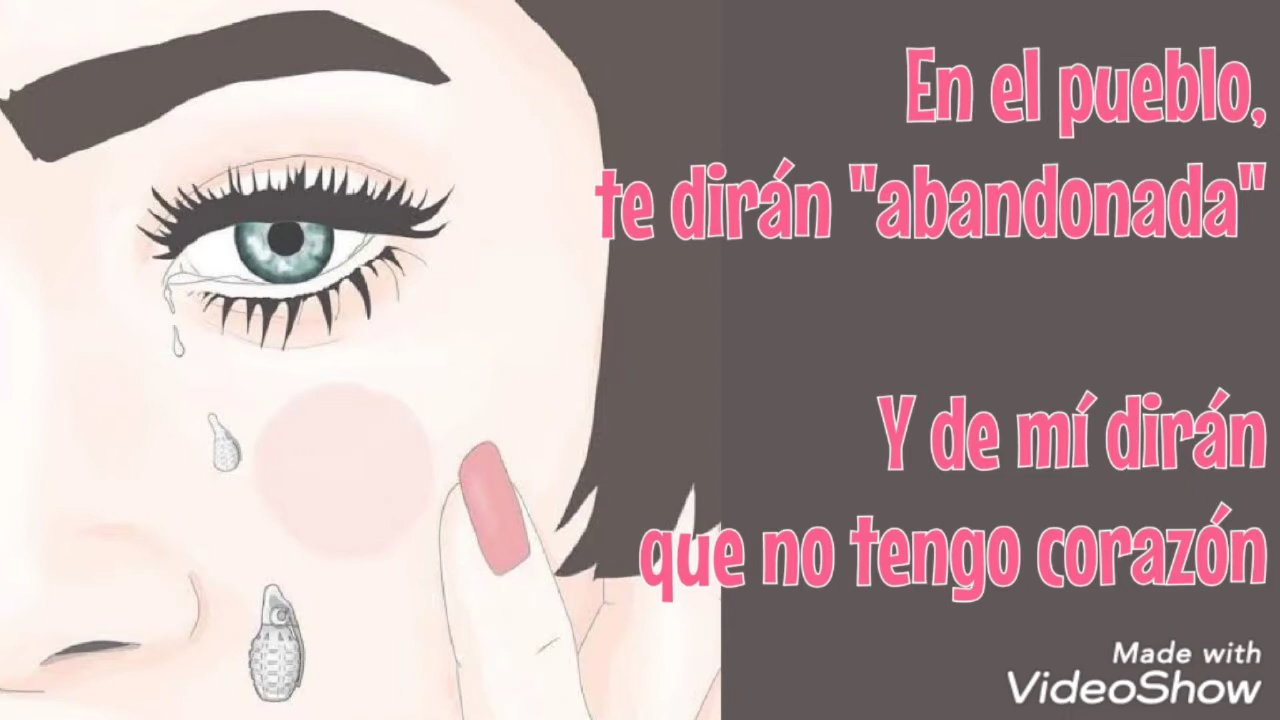 En el pueblo,
te dirán "abandonada"
Y de mí dirán
que no tengo corazón
Made with
VideoShow